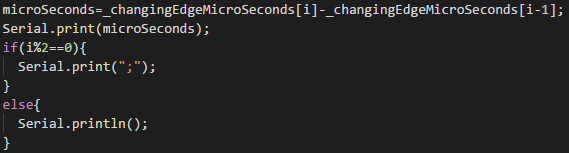 microSeconds=_changingEdgeMicroSeconds[i]-_changingEdgeMicroSeconds[i-1];
Serial.print(microSeconds);
if(i%2==0){
  Serial.print(";");
}
else{
  Serial.println();
}